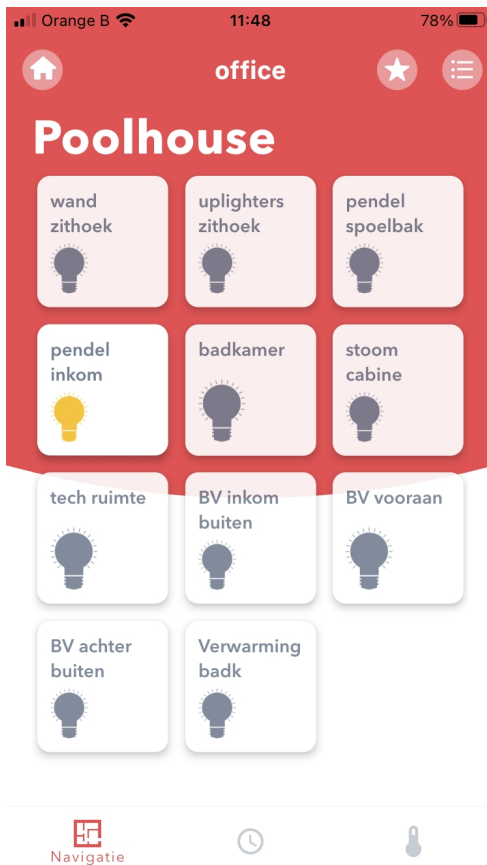 Orange B 11:48 78%
office
Poolhouse
wand
zithoek
uplighters
zithoek
pendel
spoelbak
pendel
inkom
badkamer
stoom
cabine
tech ruimte
BV inkom
buiten
BV vooraan
BV achter
buiten
Verwarming
badk
Navigatie